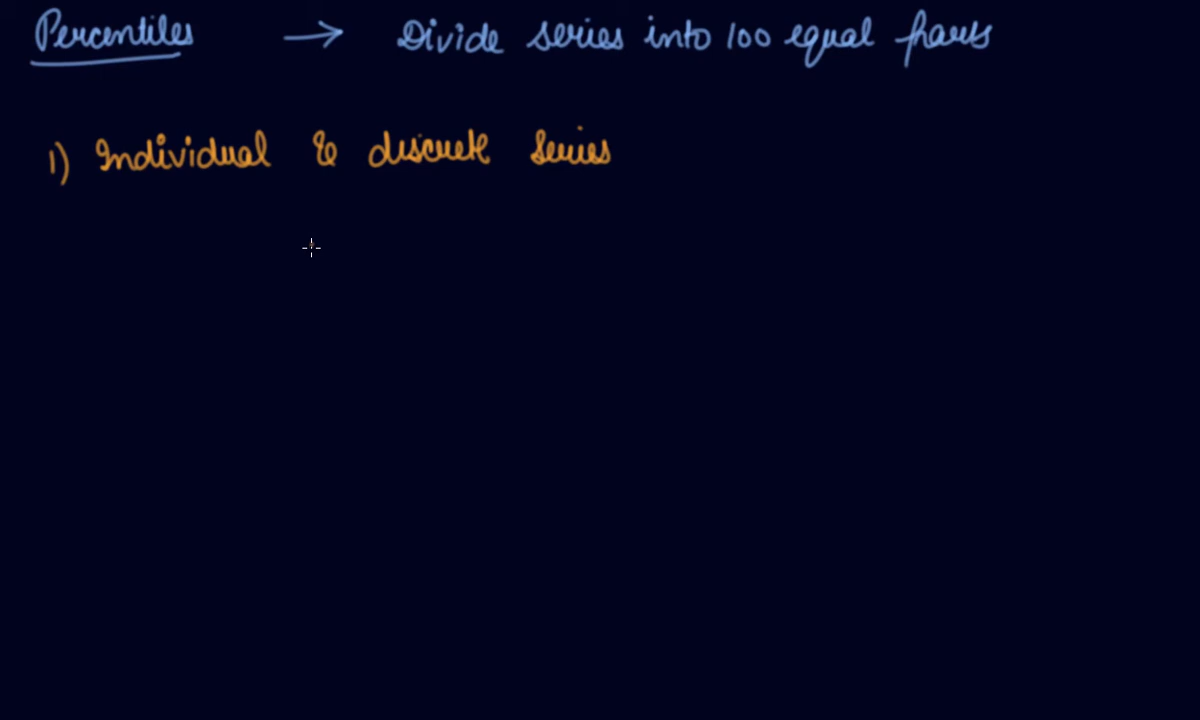 Percentiles → Divide series into 100 equal parts
1) Individual & discrete series